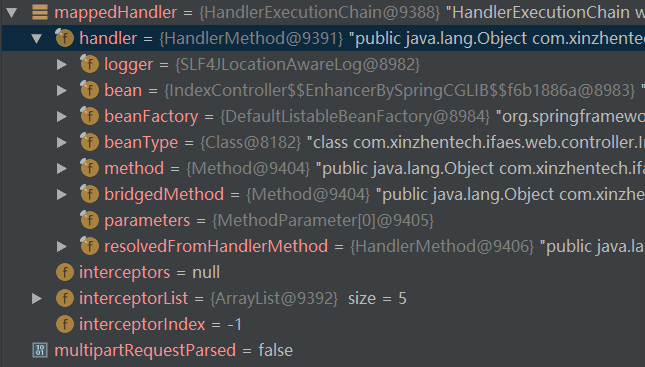 mappedHandler = {HandlerExecutionChain@9388} "HandlerExecutionChain w
handler = {HandlerMethod@9391} "public java.lang.Object com.xinzhentec
logger = {SLF4JLocationAwareLog@8982}
bean = {IndexController$$EnhancerBySpringCGLIB$$f6b1886a@8983} "
beanFactory = {DefaultListableBeanFactory@8984} "org.springframewo
beanType = {Class@8182} "class com.xinzhentech.ifaes.web.controller.I
method = {Method@9404} "public java.lang.Object com.xinzhentech.ifa
bridgedMethod = {Method@9404} "public java.lang.Object com.xinzhe
parameters = {MethodParameter[0]@9405}
resolvedFromHandlerMethod = {HandlerMethod@9406} "public java.la
interceptors = null
interceptorList = {ArrayList@9392} size = 5
interceptorIndex = -1
multipartRequestParsed = false